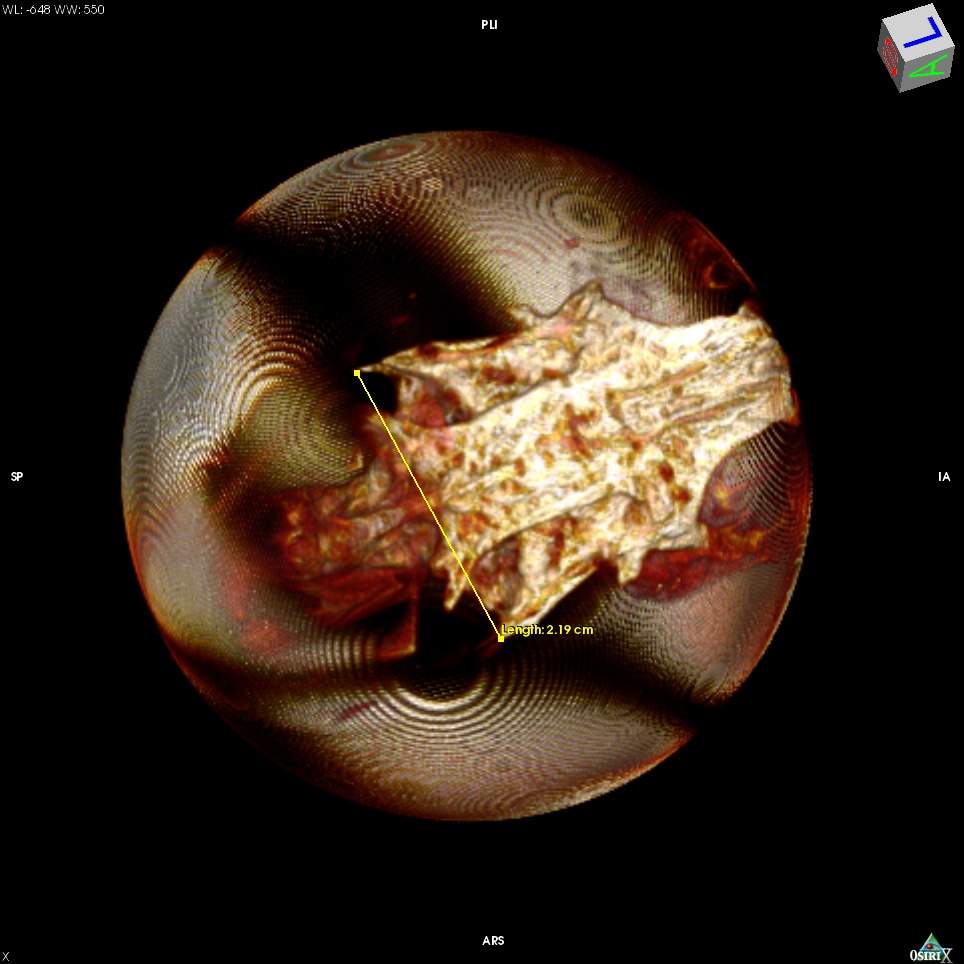 WL: -648 WW: 550
PLI
L
A
SP
IA
Length: 2.19 cm
ARS
X
OSIRIX